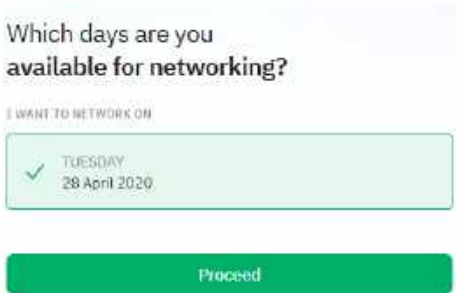 Which days are you
available for networking?
I WANT TO NETWORK ON
TUESDAY
28 April 2020
Proceed